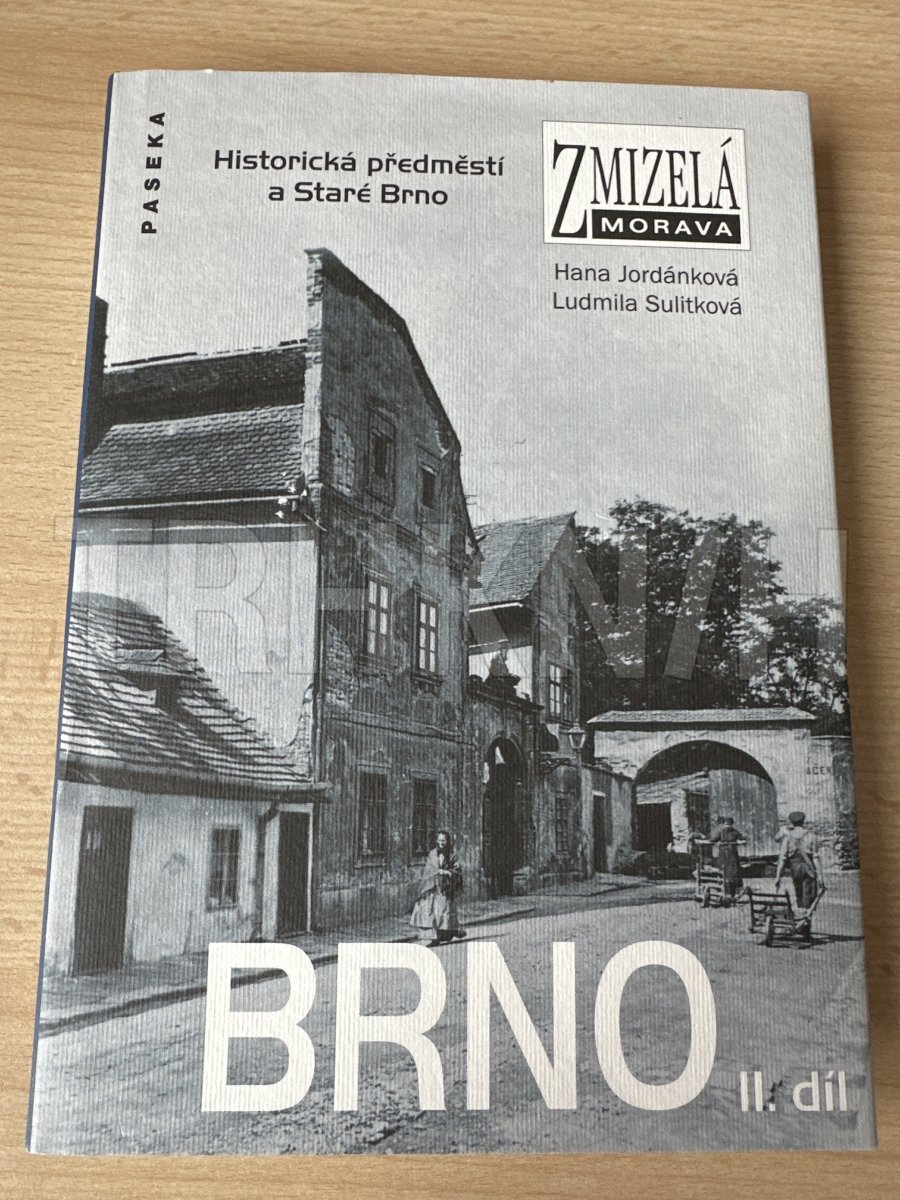 PASEKA
Historická předměstí
a Staré Brno
ZMIZELÁ
MORAVA
Hana Jordánková
Ludmila Sulitková
BRNO
II. díl